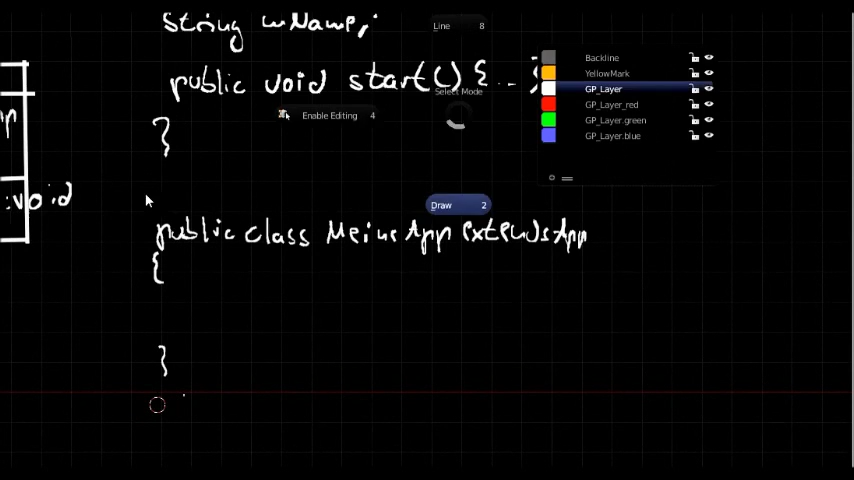 String mName;
Line 8
public void start() { .. }
Select Mode
Backline
YellowMark
GP_Layer
GP_Layer_red
GP_Layer.green
GP_Layer.blue
Enable Editing 4
}
:void
Draw 2
public class MeineApp extends App
{
}